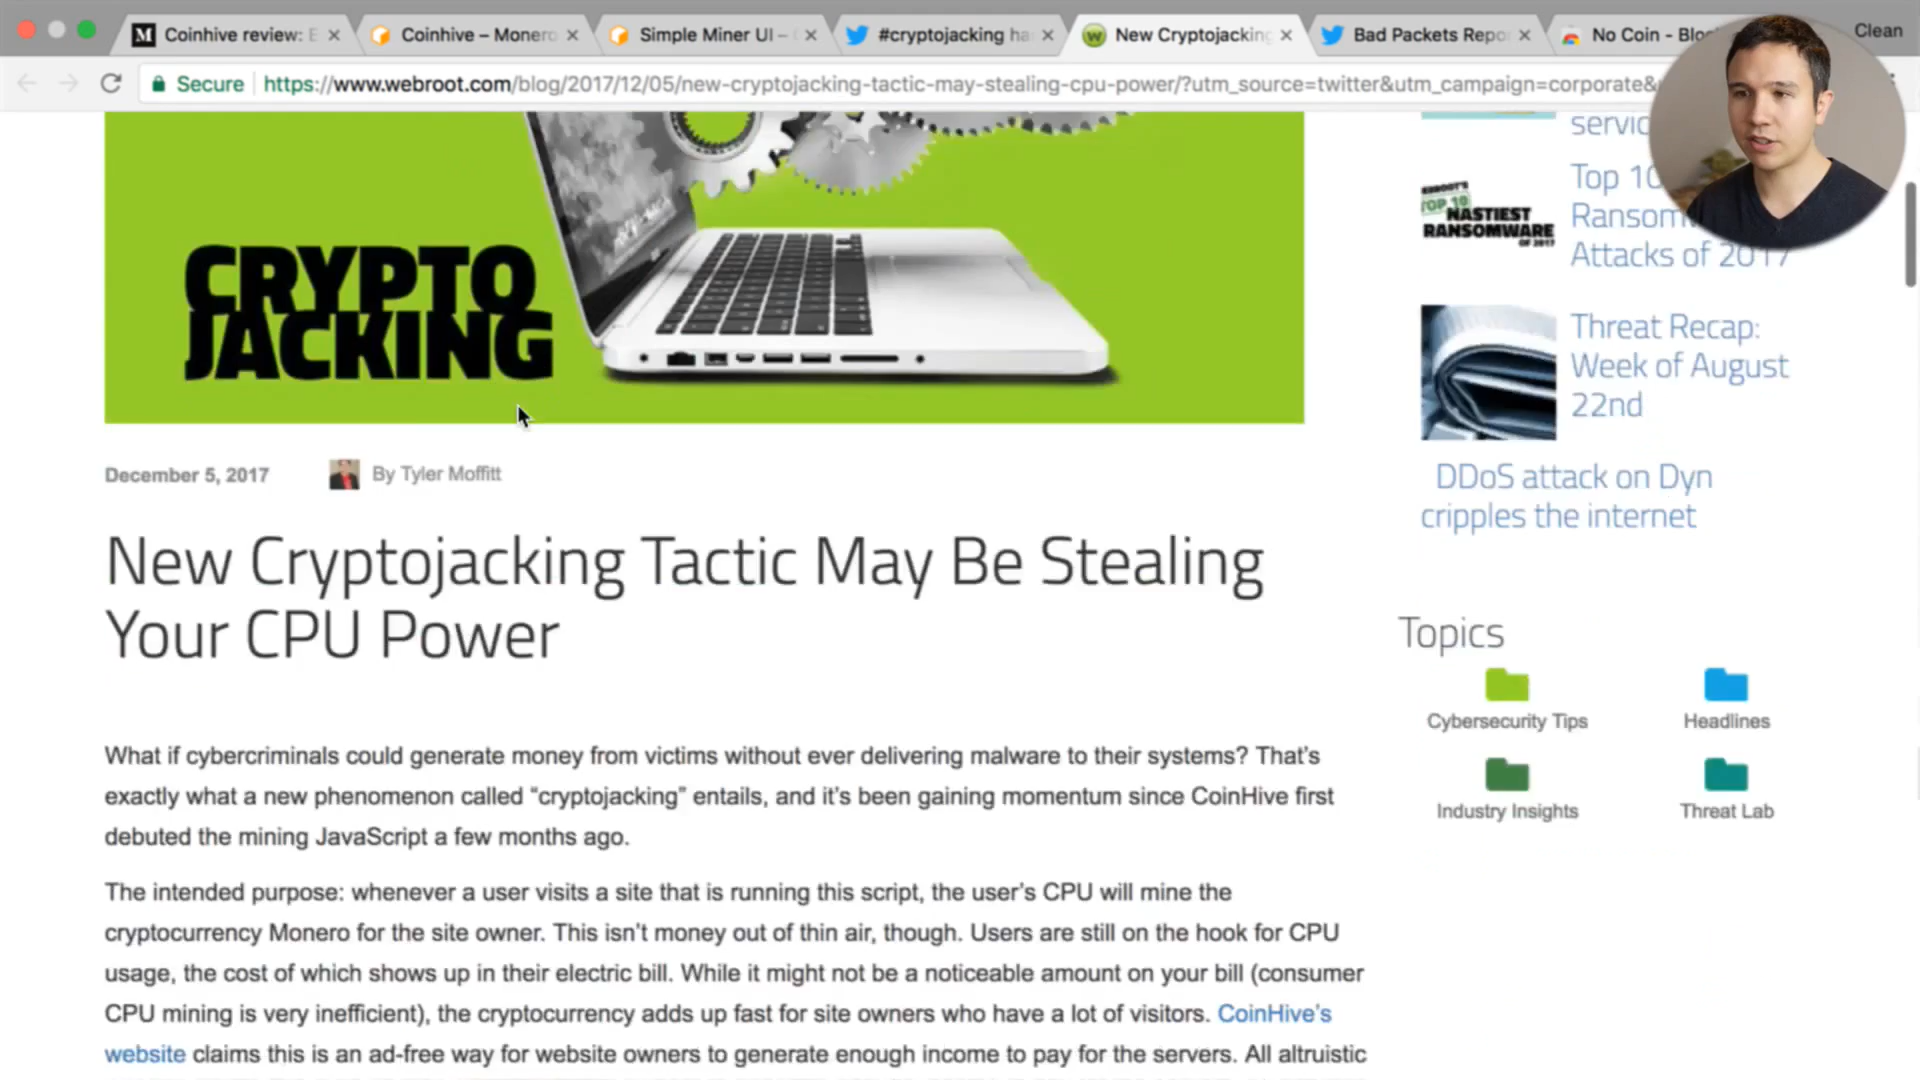 Coinhive review:
Coinhive – Monero
Simple Miner UI –
#cryptojacking ha
New Cryptojacking
Bad Packets Repo
No Coin - Bloc
Clean
Secure https://www.webroot.com/blog/2017/12/05/new-cryptojacking-tactic-may-stealing-cpu-power/?utm_source=twitter&utm_campaign=corporate&
CRYPTO
JACKING
December 5, 2017
By Tyler Moffitt
New Cryptojacking Tactic May Be Stealing
Your CPU Power
What if cybercriminals could generate money from victims without ever delivering malware to their systems? That’s
exactly what a new phenomenon called “cryptojacking” entails, and it’s been gaining momentum since CoinHive first
debuted the mining JavaScript a few months ago.
The intended purpose: whenever a user visits a site that is running this script, the user’s CPU will mine the
cryptocurrency Monero for the site owner. This isn’t money out of thin air, though. Users are still on the hook for CPU
usage, the cost of which shows up in their electric bill. While it might not be a noticeable amount on your bill (consumer
CPU mining is very inefficient), the cryptocurrency adds up fast for site owners who have a lot of visitors. CoinHive’s
website claims this is an ad-free way for website owners to generate enough income to pay for the servers. All altruistic
servic
TOP 10
NASTIEST
RANSOMWARE
OF 2017
Top 10
Ransom
Attacks of 2017
Threat Recap:
Week of August
22nd
DDoS attack on Dyn
cripples the internet
Topics
Cybersecurity Tips
Headlines
Industry Insights
Threat Lab